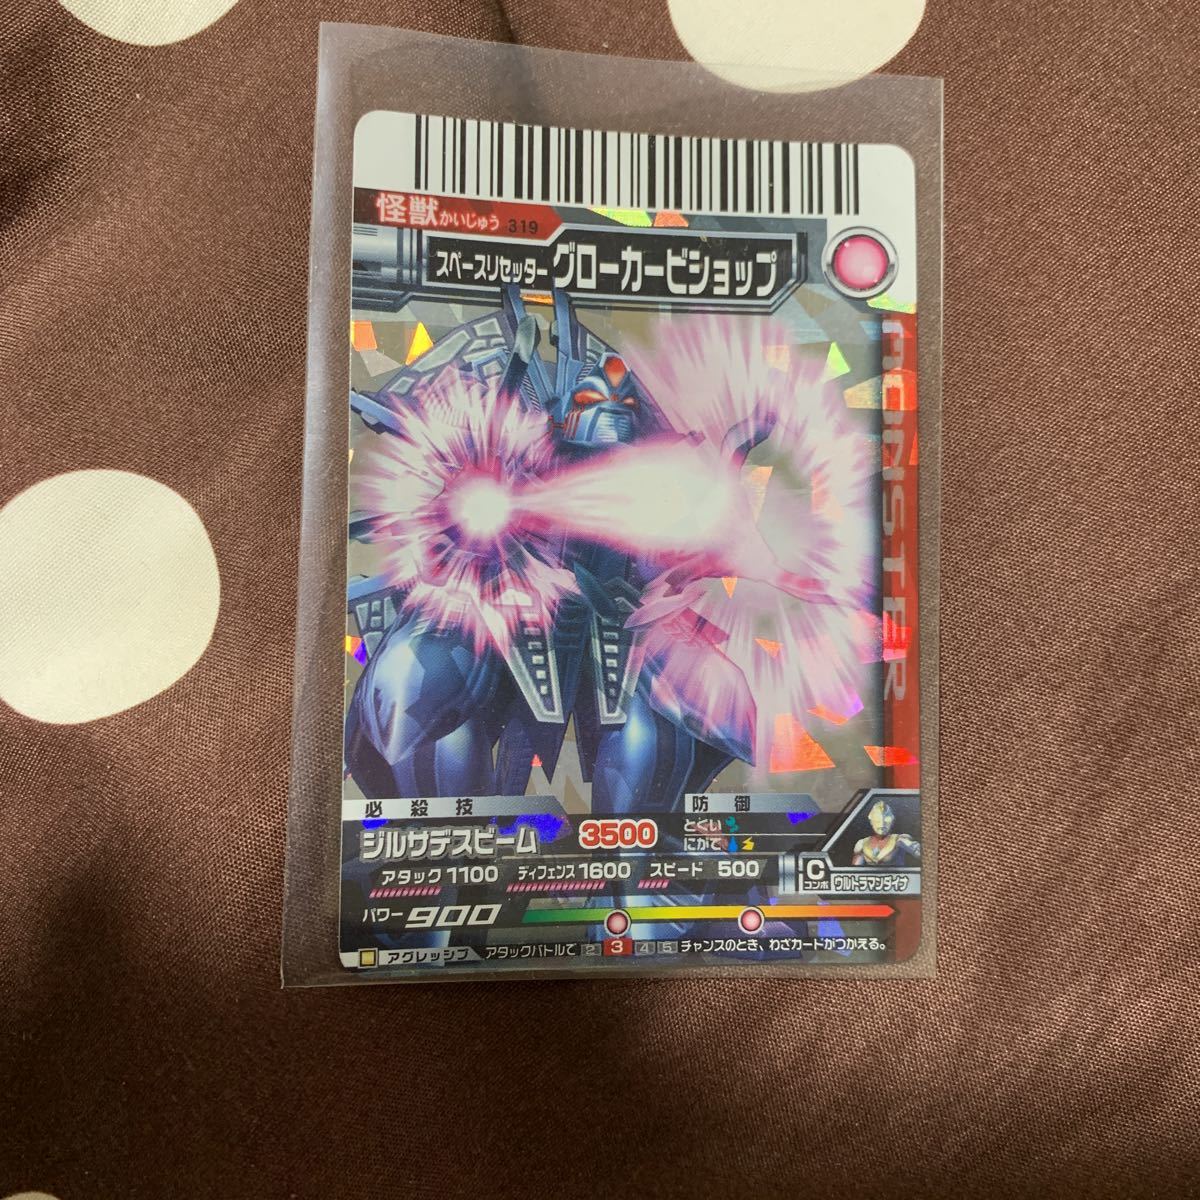 怪獣 かいじゅう 319
スペースリセッター グローカービショップ
MONSTER
必殺技
ジルサデスビーム 3500
防御
とくい
にがて
アタック 1100 ディフェンス 1600 スピード 500
C
コンボ
ウルトラマンダイナ
パワー 900
アグレッシブ アタックバトルで 2 3 4 5 チャンスのとき、わざカードがつかえる。